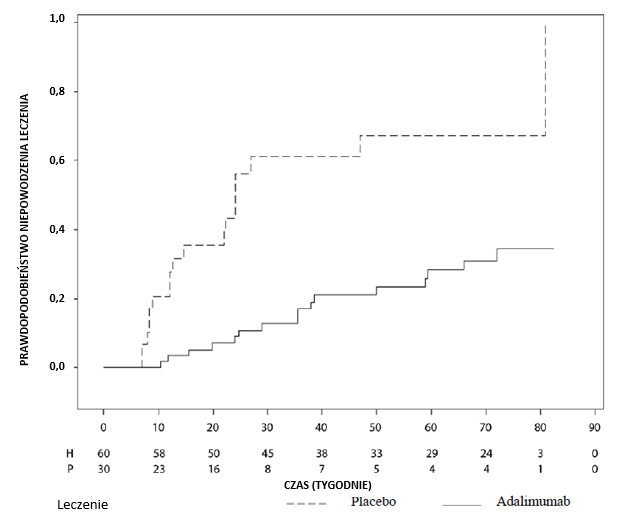 1,0
0,8
0,6
0,4
0,2
0,0
PRAWDOPODOBIEŃSTWO NIEPOWODZENIA LECZENIA
0 10 20 30 40 50 60 70 80 90
H 60 58 50 45 38 33 29 24 3 0
P 30 23 16 8 7 5 4 4 1 0
CZAS (TYGODNIE)
Leczenie Placebo Adalimumab